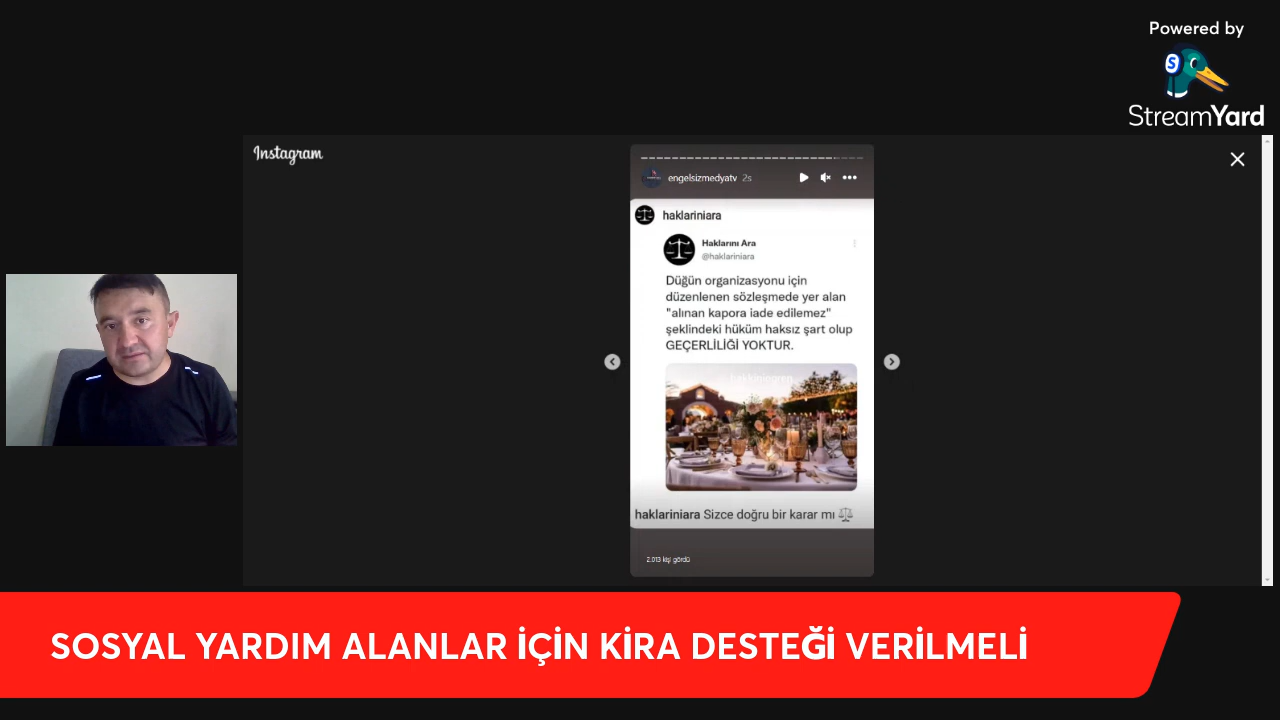 Powered by
S
StreamYard
Instagram
engelsizmedyatv 2s
haklariniara
Haklarını Ara
@haklariniara
Düğün organizasyonu için
düzenlenen sözleşmede yer alan
"alınan kapora iade edilemez"
şeklindeki hüküm haksız şart olup
GEÇERLİLİĞİ YOKTUR.
haklariniara Sizce doğru bir karar mı
2.013 kişi gördü
SOSYAL YARDIM ALANLAR İÇİN KİRA DESTEĞİ VERİLMELİ